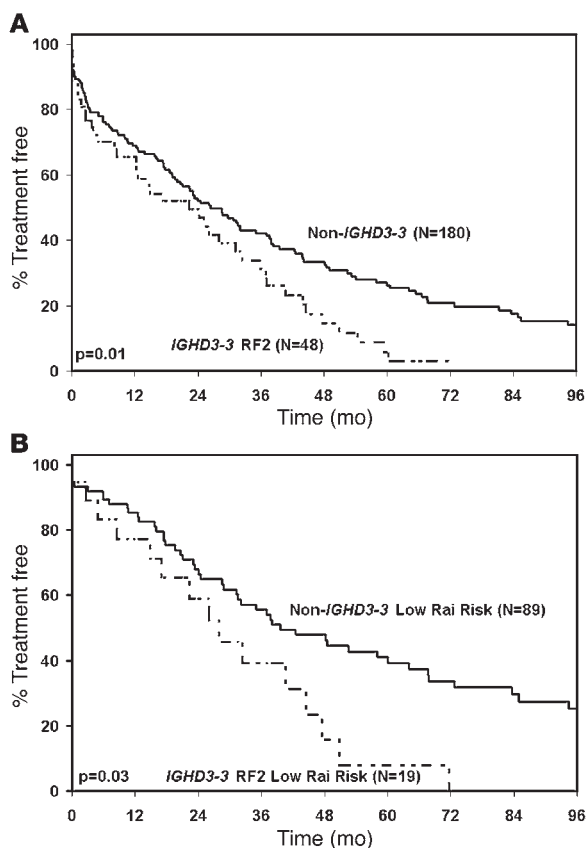 A
100
80
60
40
20
0
% Treatment free
Non-IGHD3-3 (N=180)
IGHD3-3 RF2 (N=48)
p=0.01
0 12 24 36 48 60 72 84 96
Time (mo)
B
100
80
60
40
20
0
% Treatment free
Non-IGHD3-3 Low Rai Risk (N=89)
p=0.03 IGHD3-3 RF2 Low Rai Risk (N=19)
0 12 24 36 48 60 72 84 96
Time (mo)